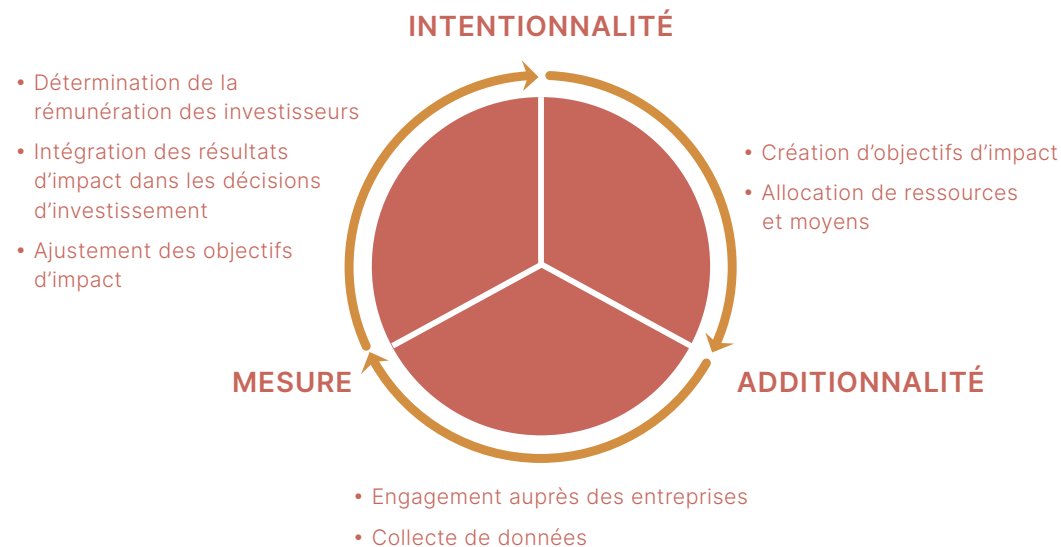 INTENTIONNALITÉ
• Détermination de la
rémunération des investisseurs
• Intégration des résultats
d'impact dans les décisions
d'investissement
• Ajustement des objectifs
d'impact
• Création d'objectifs d'impact
• Allocation de ressources
et moyens
MESURE
ADDITIONNALITÉ
• Engagement auprès des entreprises
• Collecte de données